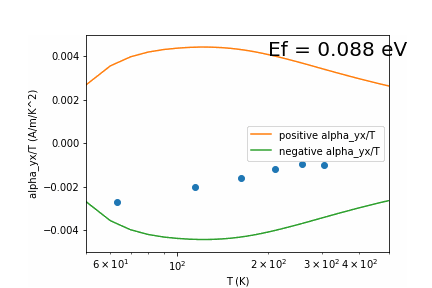 Ef = 0.088 eV
0.004
0.002
0.000
−0.002
−0.004
alpha_yx/T (A/m/K^2)
positive alpha_yx/T
negative alpha_yx/T
6 × 10¹ 10² 2 × 10² 3 × 10² 4 × 10²
T (K)